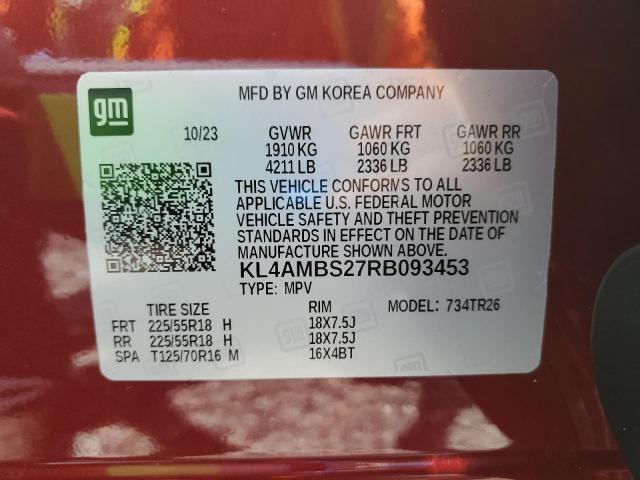 gm
MFD BY GM KOREA COMPANY
10/23 GVWR GAWR FRT GAWR RR
1910 KG 1060 KG 1060 KG
4211 LB 2336 LB 2336 LB
THIS VEHICLE CONFORMS TO ALL
APPLICABLE U.S. FEDERAL MOTOR
VEHICLE SAFETY AND THEFT PREVENTION
STANDARDS IN EFFECT ON THE DATE OF
MANUFACTURE SHOWN ABOVE.
KL4AMBS27RB093453
TYPE: MPV
TIRE SIZE RIM MODEL: 734TR26
FRT 225/55R18 H 18X7.5J
RR 225/55R18 H 18X7.5J
SPA T125/70R16 M 16X4BT